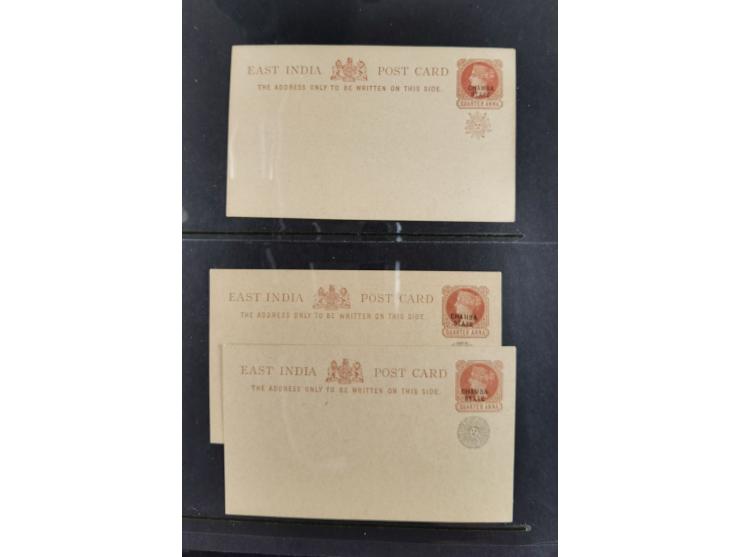 EAST INDIA POST CARD
THE ADDRESS ONLY TO BE WRITTEN ON THIS SIDE.
CHAMBA
STATE
QUARTER ANNA
EAST INDIA POST CARD
THE ADDRESS ONLY TO BE WRITTEN ON THIS SIDE.
CHAMBA
STATE
QUARTER ANNA
EAST INDIA POST CARD
THE ADDRESS ONLY TO BE WRITTEN ON THIS SIDE.
CHAMBA
STATE
QUARTER ANNA